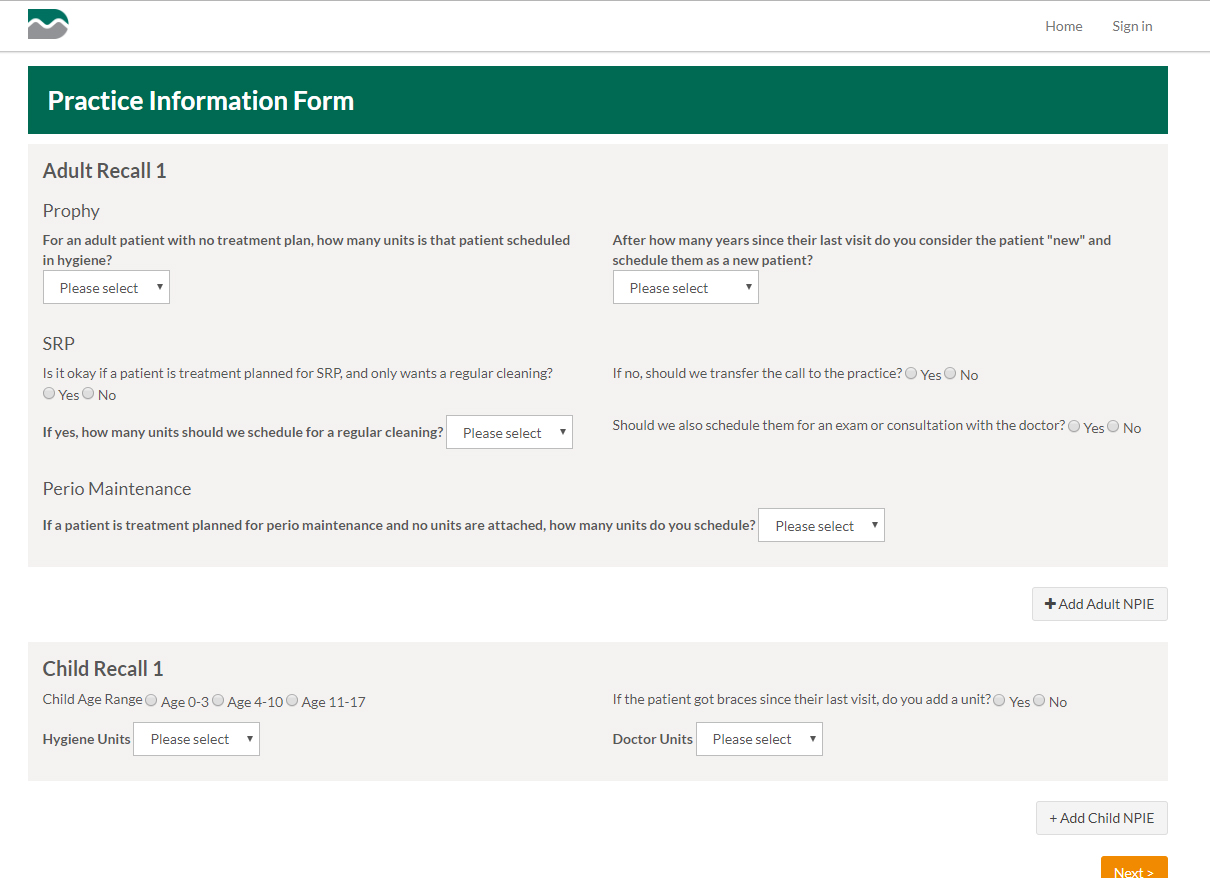 Home Sign in
Practice Information Form
Adult Recall 1
Prophy
For an adult patient with no treatment plan, how many units is that patient scheduled
in hygiene?
Please select
After how many years since their last visit do you consider the patient "new" and
schedule them as a new patient?
Please select
SRP
Is it okay if a patient is treatment planned for SRP, and only wants a regular cleaning?
Yes No
If no, should we transfer the call to the practice? Yes No
If yes, how many units should we schedule for a regular cleaning? Please select
Should we also schedule them for an exam or consultation with the doctor? Yes No
Perio Maintenance
If a patient is treatment planned for perio maintenance and no units are attached, how many units do you schedule? Please select
+ Add Adult NPIE
Child Recall 1
Child Age Range Age 0-3 Age 4-10 Age 11-17
If the patient got braces since their last visit, do you add a unit? Yes No
Hygiene Units Please select
Doctor Units Please select
+ Add Child NPIE
Next >